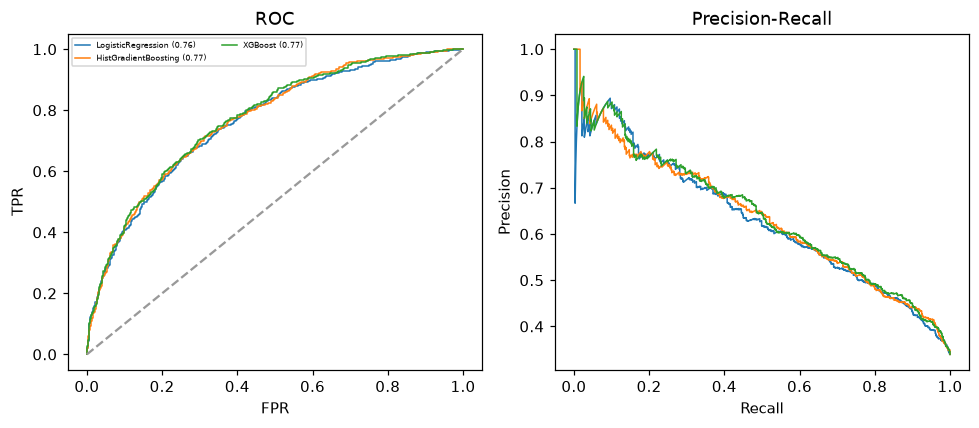 ROC
LogisticRegression (0.76)
HistGradientBoosting (0.77)
XGBoost (0.77)
1.0
0.8
0.6
0.4
0.2
0.0
TPR
0.0 0.2 0.4 0.6 0.8 1.0
FPR
Precision-Recall
1.0
0.9
0.8
0.7
0.6
0.5
0.4
Precision
0.0 0.2 0.4 0.6 0.8 1.0
Recall